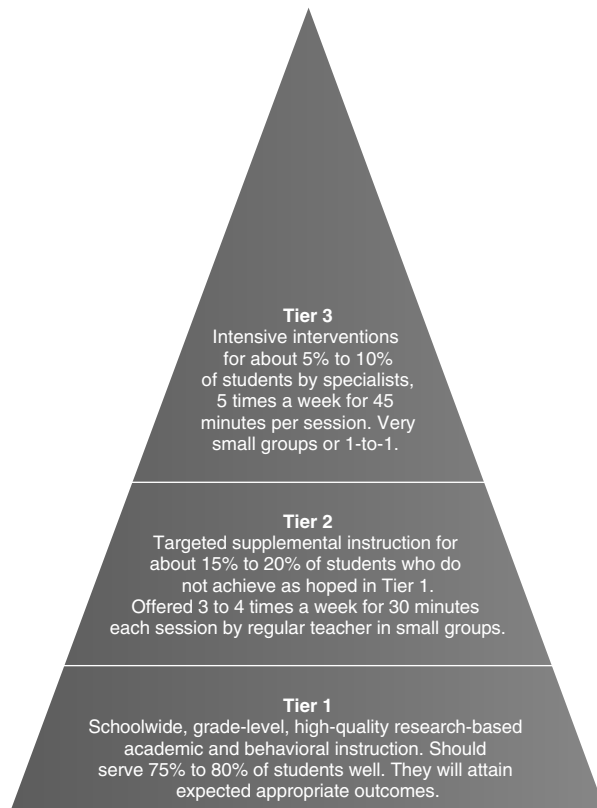 Tier 3
Intensive interventions
for about 5% to 10%
of students by specialists,
5 times a week for 45
minutes per session. Very
small groups or 1-to-1.
Tier 2
Targeted supplemental instruction for
about 15% to 20% of students who do
not achieve as hoped in Tier 1.
Offered 3 to 4 times a week for 30 minutes
each session by regular teacher in small groups.
Tier 1
Schoolwide, grade-level, high-quality research-based
academic and behavioral instruction. Should
serve 75% to 80% of students well. They will attain
expected appropriate outcomes.